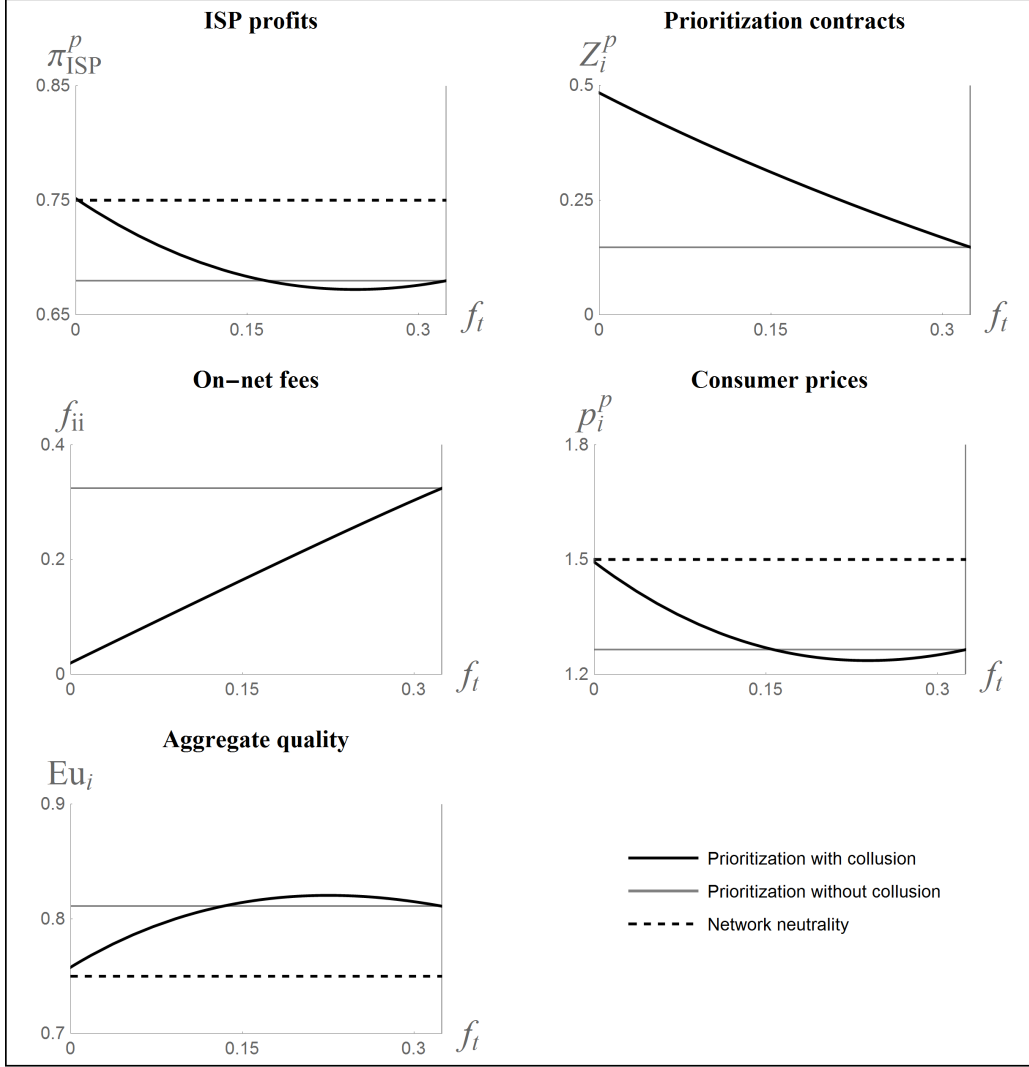 ISP profits
π_ISP^p
0.85
0.75
0.65
0
0.15
0.3
f_t
Prioritization contracts
Z_i^p
0.5
0.25
0
0
0.15
0.3
f_t
On−net fees
f_ii
0.4
0.2
0
0
0.15
0.3
f_t
Consumer prices
p_i^p
1.8
1.5
1.2
0
0.15
0.3
f_t
Aggregate quality
Eu_i
0.9
0.8
0.7
0
0.15
0.3
f_t
Prioritization with collusion
Prioritization without collusion
Network neutrality